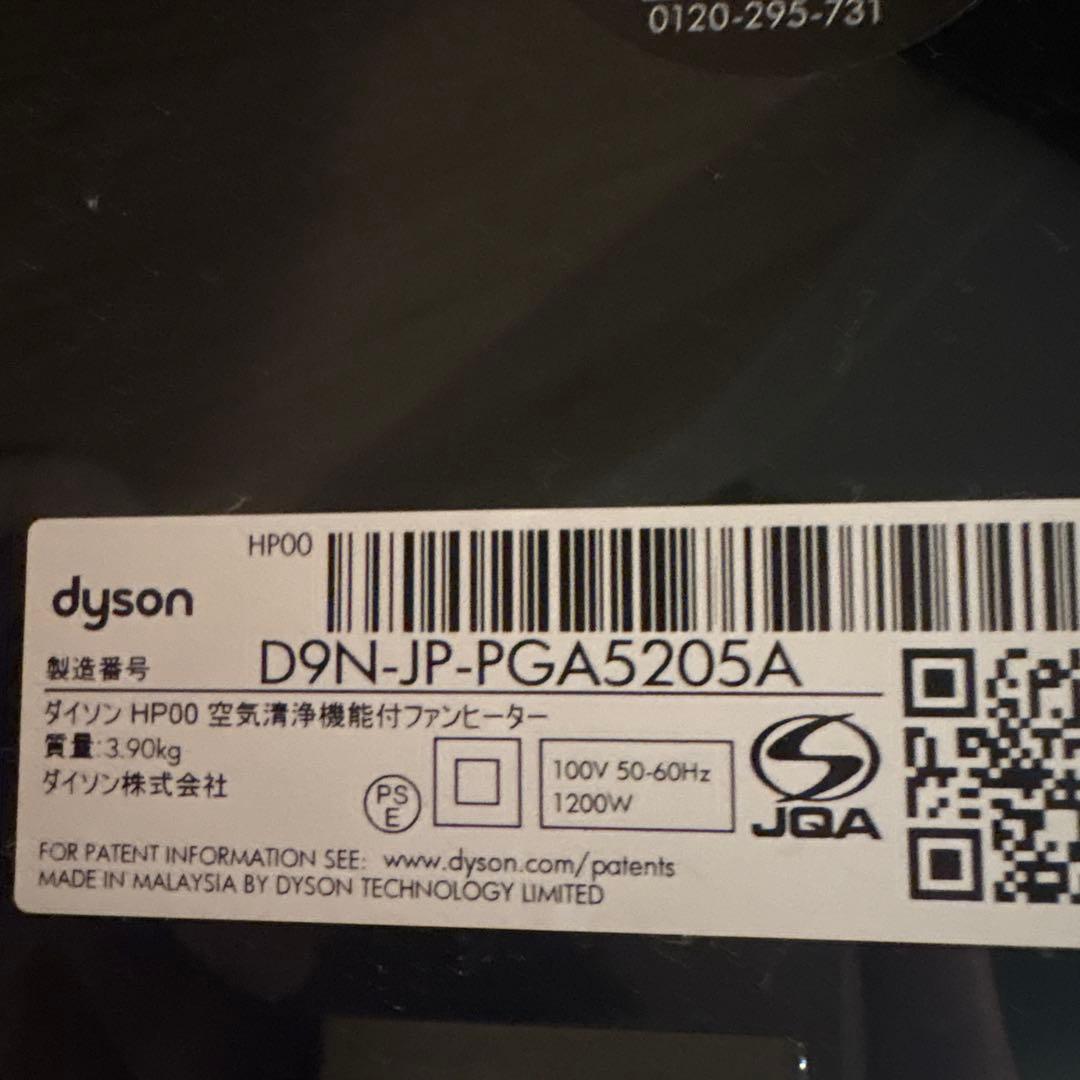 0120-295-731
HP00
dyson
製造番号 D9N-JP-PGA5205A
ダイソン HP00 空気清浄機能付ファンヒーター
質量:3.90kg
ダイソン株式会社
PS
E
100V 50-60Hz
1200W
JQA
FOR PATENT INFORMATION SEE: www.dyson.com/patents
MADE IN MALAYSIA BY DYSON TECHNOLOGY LIMITED